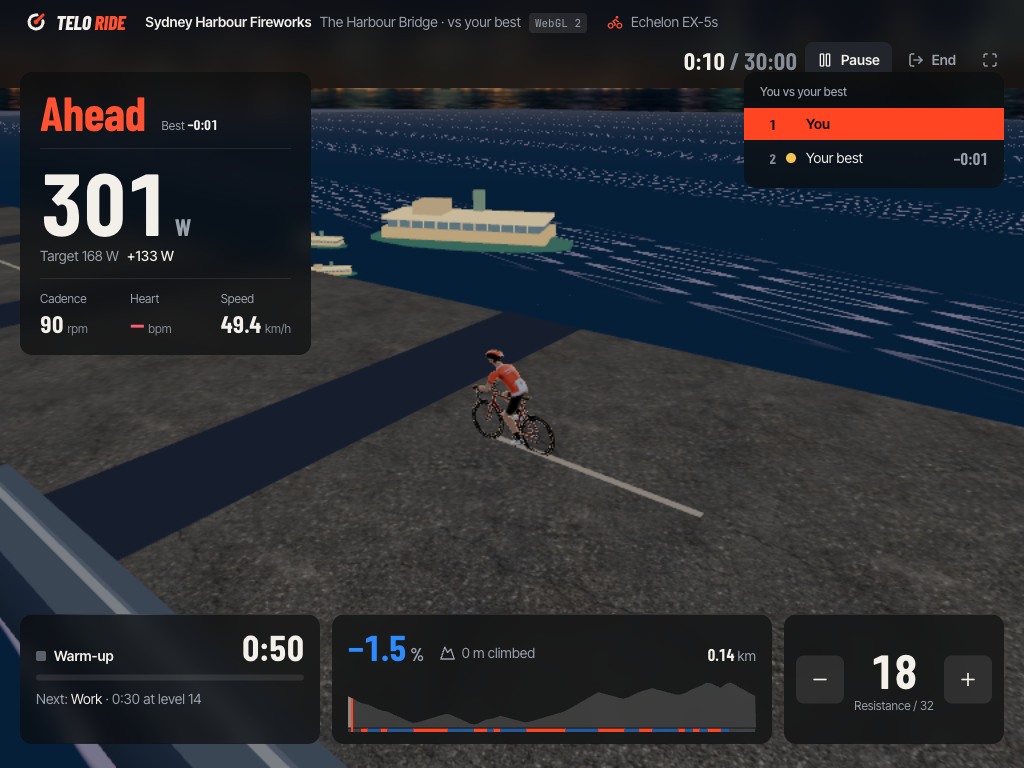 TELO RIDE Sydney Harbour Fireworks The Harbour Bridge · vs your best WebGL 2 Echelon EX-5s
0:10 / 30:00 Pause End
Ahead Best −0:01
301 W
Target 168 W +133 W
Cadence Heart Speed
90 rpm – bpm 49.4 km/h
You vs your best
1 You
2 Your best −0:01
Warm-up 0:50
Next: Work · 0:30 at level 14
−1.5 % 0 m climbed 0.14 km
− 18 +
Resistance / 32